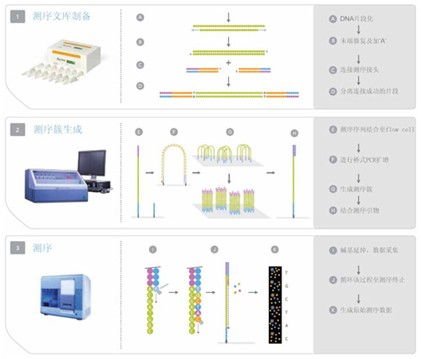 1 测序文库制备
A
B
C
D
A DNA片段化
B 末端修复及加'A'
C 连接测序接头
D 分离连接成功的片段
2 测序簇生成
E F G H
E 测序序列结合至flow cell
F 进行桥式PCR扩增
G 生成测序簇
H 结合测序引物
3 测序
I J K
T
G
C
T
A
C
I 碱基延伸，数据采集
J 循环该过程至测序终止
K 生成原始测序数据